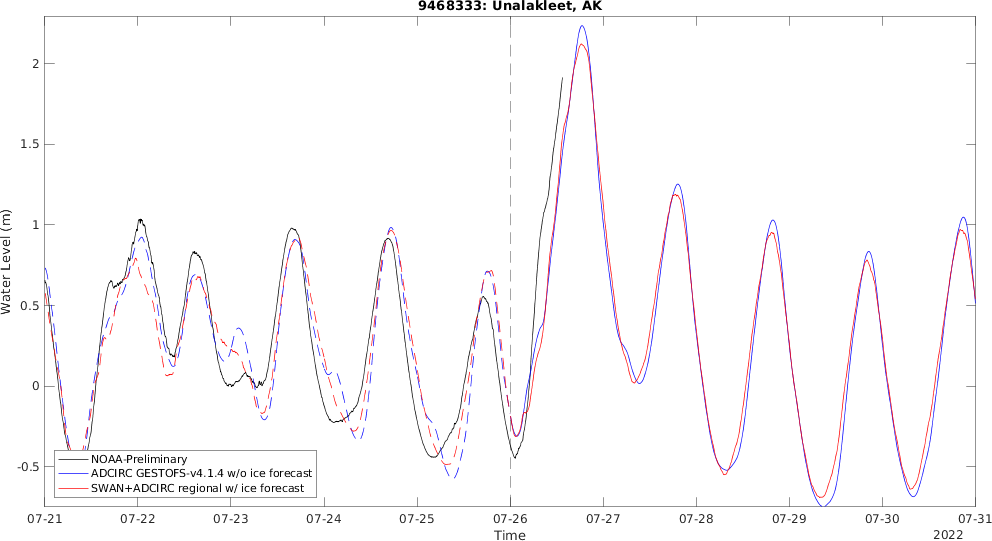 9468333: Unalakleet, AK
Water Level (m)
2
1.5
1
0.5
0
-0.5
NOAA-Preliminary
ADCIRC GESTOFS-v4.1.4 w/o ice forecast
SWAN+ADCIRC regional w/ ice forecast
07-21 07-22 07-23 07-24 07-25 07-26 07-27 07-28 07-29 07-30 07-31
Time
2022